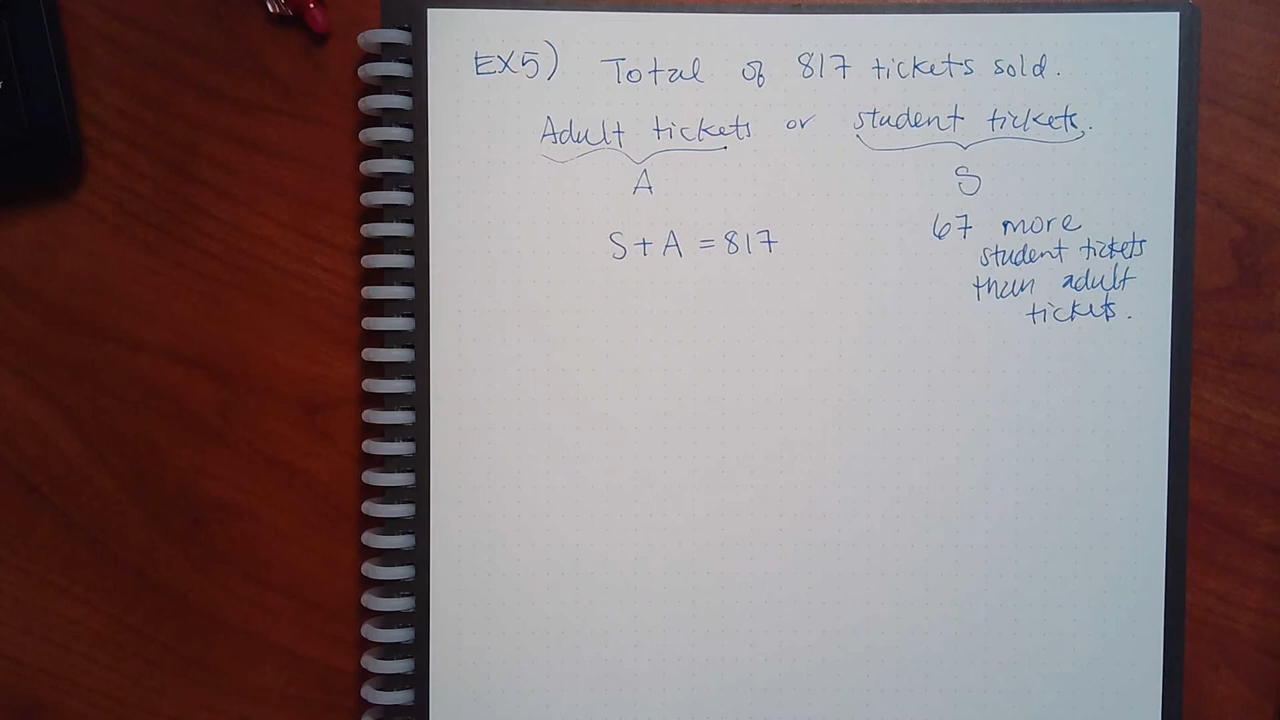 EX5) Total of 817 tickets sold.
Adult tickets or student tickets.
A S
S + A = 817
67 more
student tickets
than adult
tickets.